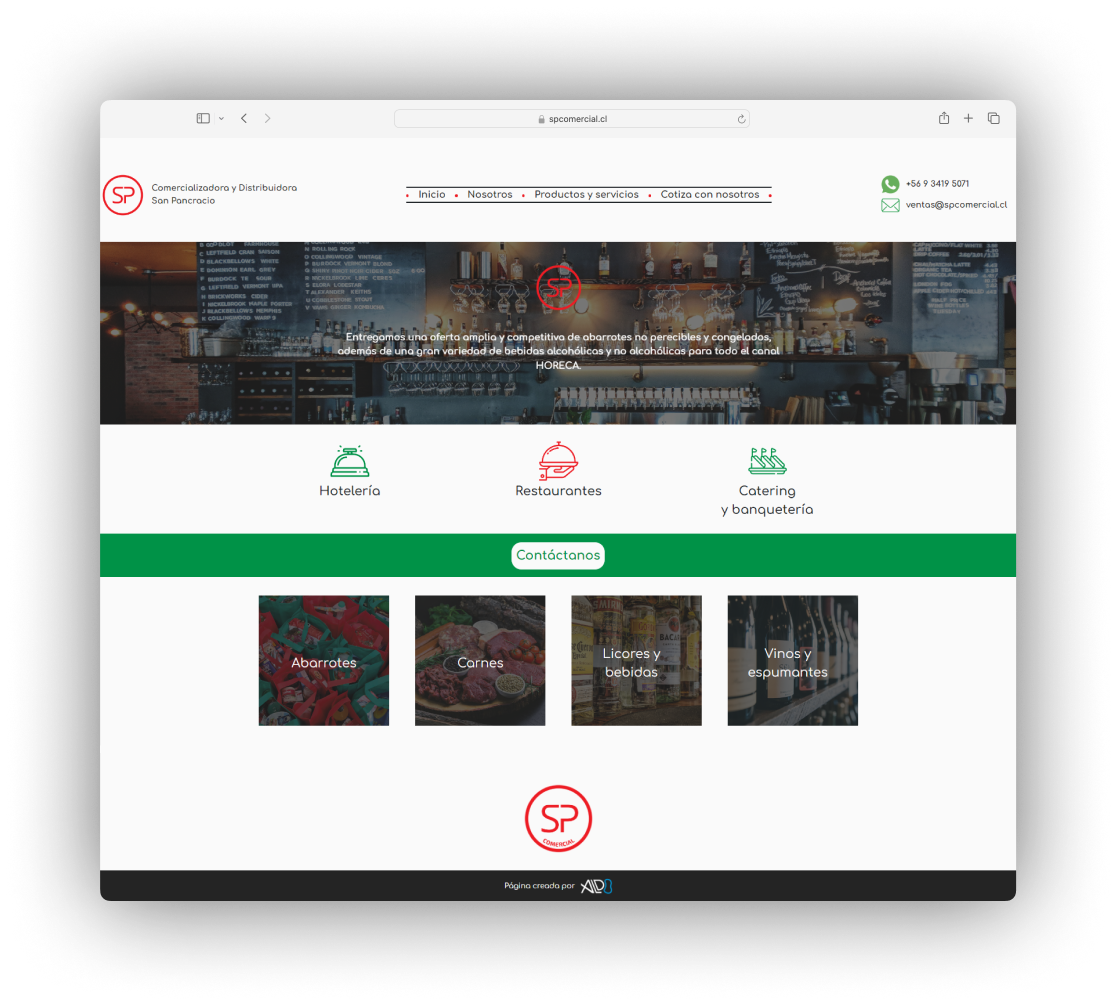 spcomercial.cl
SP
Comercializadora y Distribuidora
San Pancracio
Inicio • Nosotros • Productos y servicios • Cotiza con nosotros
+56 9 3419 5071
ventas@spcomercial.cl
SP
Entregamos una oferta amplia y competitiva de abarrotes no perecibles y congelados,
además de una gran variedad de bebidas alcohólicas y no alcohólicas para todo el canal
HORECA.
Hotelería
Restaurantes
Catering
y banquetería
Contáctanos
Abarrotes
Carnes
Licores y
bebidas
Vinos y
espumantes
SP
COMERCIAL
Página creada por